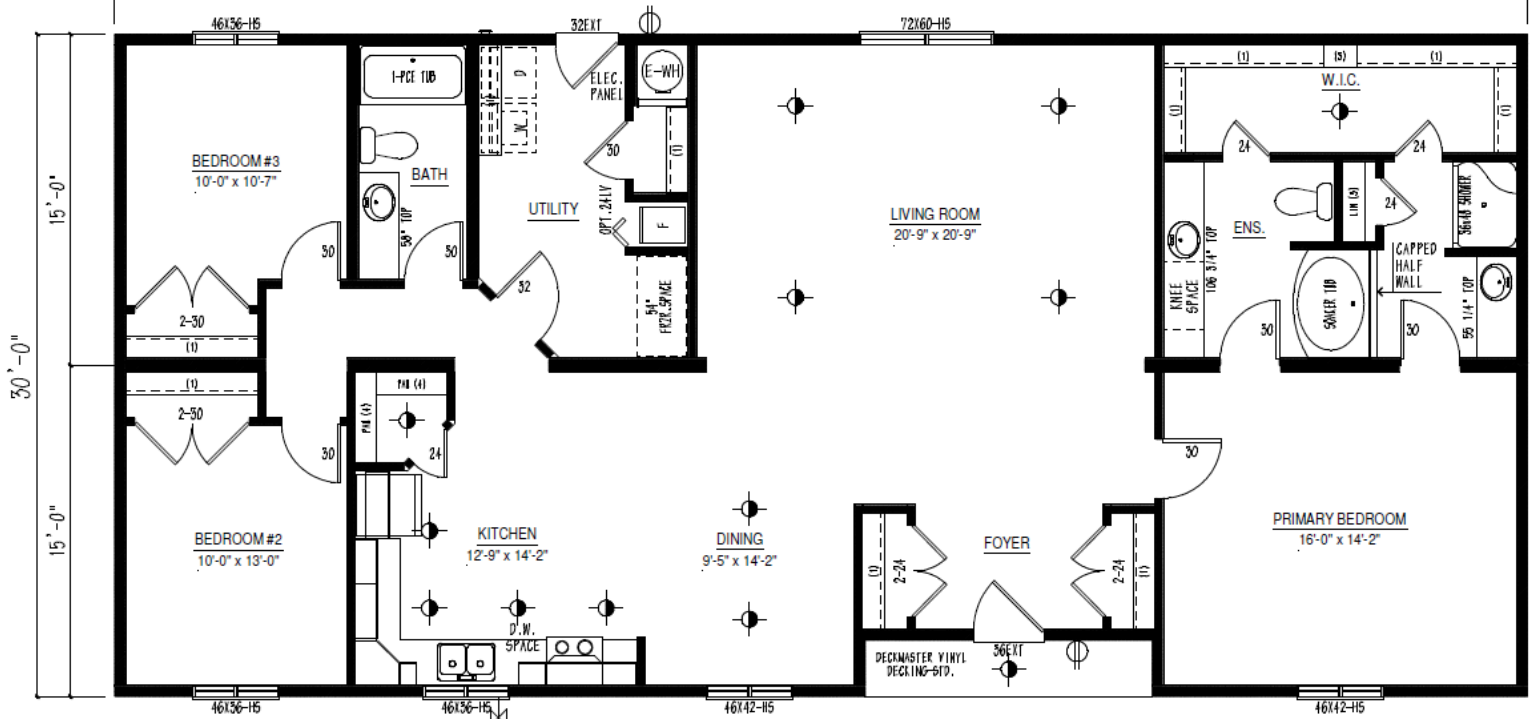 46X36-H5
32EXT
72X60-H5
1-PCE TUB
D
W
ELEC.
PANEL
E-WH
(1)
(3)
(1)
W.I.C.
(1)
(1)
BEDROOM #3
10'-0" x 10'-7"
BATH
58" TOP
30
30
30
(1)
UTILITY
OPT.24LV
F
32
54"
FRZR.SPACE
LIVING ROOM
20'-9" x 20'-9"
24
24
24
LIN (3)
36x48 SHOWER
ENS.
106 3/4" TOP
KNEE
SPACE
SOAKER TUB
CAPPED
HALF
WALL
55 1/4" TOP
30
30
2-30
(1)
15'-0"
30'-0"
15'-0"
(1)
2-30
30
PAN (4)
PAN (4)
24
30
BEDROOM #2
10'-0" x 13'-0"
KITCHEN
12'-9" x 14'-2"
DINING
9'-5" x 14'-2"
FOYER
(1)
2-24
2-24
(1)
PRIMARY BEDROOM
16'-0" x 14'-2"
D.W.
SPACE
36EXT
DECKMASTER VINYL
DECKING-STD.
46X36-H5
46X36-H5
46X42-H5
46X42-H5